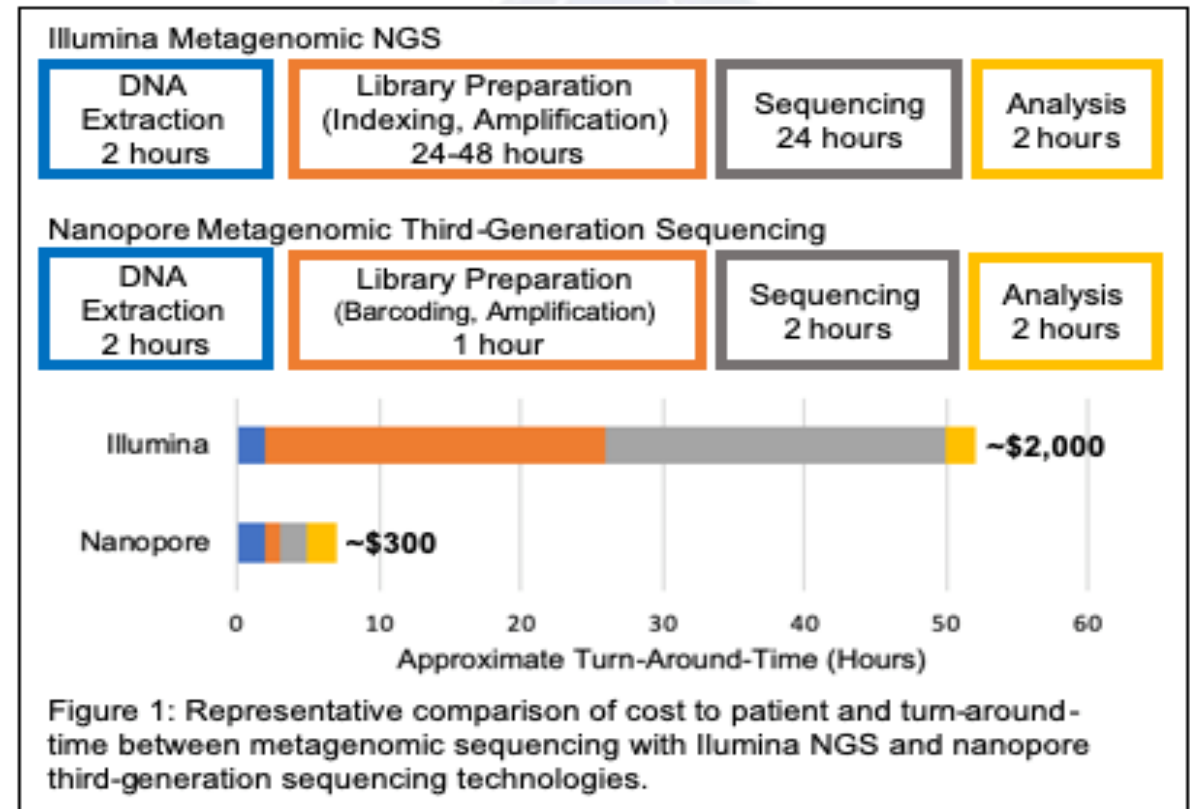 Illumina Metagenomic NGS
DNA
Extraction
2 hours
Library Preparation
(Indexing, Amplification)
24-48 hours
Sequencing
24 hours
Analysis
2 hours
Nanopore Metagenomic Third-Generation Sequencing
DNA
Extraction
2 hours
Library Preparation
(Barcoding, Amplification)
1 hour
Sequencing
2 hours
Analysis
2 hours
Illumina
~$2,000
Nanopore
~$300
0 10 20 30 40 50 60
Approximate Turn-Around-Time (Hours)
Figure 1: Representative comparison of cost to patient and turn-around-
time between metagenomic sequencing with Ilumina NGS and nanopore
third-generation sequencing technologies.